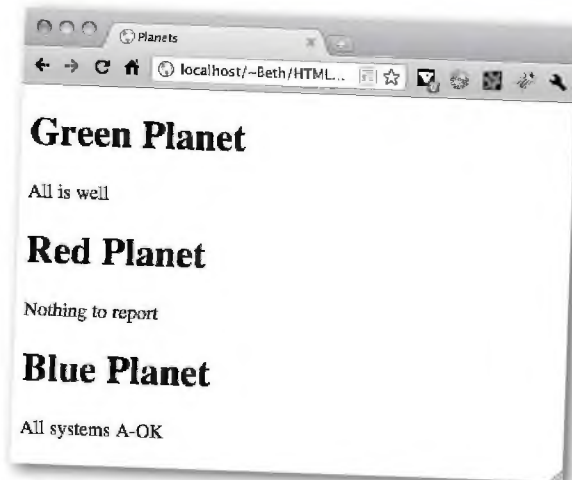 Planets
localhost/~Beth/HTML...
Green Planet
All is well
Red Planet
Nothing to report
Blue Planet
All systems A-OK